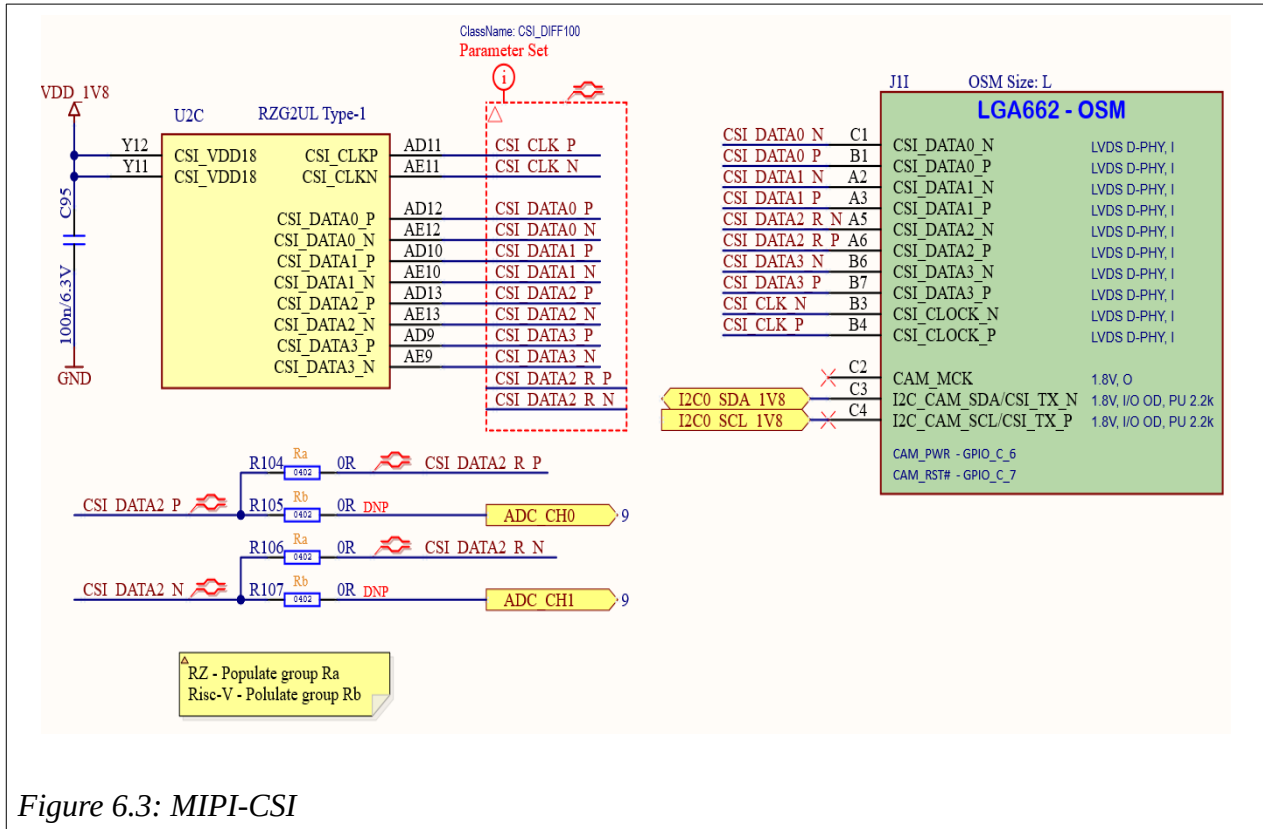 ClassName: CSI_DIFF100
Parameter Set
i
VDD_1V8
U2C RZG2UL Type-1
Y12 CSI_VDD18 CSI_CLKP AD11 CSI_CLK_P
Y11 CSI_VDD18 CSI_CLKN AE11 CSI_CLK_N
CSI_DATA0_P AD12 CSI_DATA0_P
CSI_DATA0_N AE12 CSI_DATA0_N
CSI_DATA1_P AD10 CSI_DATA1_P
CSI_DATA1_N AE10 CSI_DATA1_N
CSI_DATA2_P AD13 CSI_DATA2_P
CSI_DATA2_N AE13 CSI_DATA2_N
CSI_DATA3_P AD9 CSI_DATA3_P
CSI_DATA3_N AE9 CSI_DATA3_N
CSI_DATA2_R_P
CSI_DATA2_R_N
C95
100n/6.3V
GND
J1I OSM Size: L
LGA662 - OSM
CSI_DATA0_N C1 CSI_DATA0_N LVDS D-PHY, I
CSI_DATA0_P B1 CSI_DATA0_P LVDS D-PHY, I
CSI_DATA1_N A2 CSI_DATA1_N LVDS D-PHY, I
CSI_DATA1_P A3 CSI_DATA1_P LVDS D-PHY, I
CSI_DATA2_R_N A5 CSI_DATA2_N LVDS D-PHY, I
CSI_DATA2_R_P A6 CSI_DATA2_P LVDS D-PHY, I
CSI_DATA3_N B6 CSI_DATA3_N LVDS D-PHY, I
CSI_DATA3_P B7 CSI_DATA3_P LVDS D-PHY, I
CSI_CLK_N B3 CSI_CLOCK_N LVDS D-PHY, I
CSI_CLK_P B4 CSI_CLOCK_P LVDS D-PHY, I
C2 CAM_MCK 1.8V, O
I2C0_SDA_1V8 C3 I2C_CAM_SDA/CSI_TX_N 1.8V, I/O OD, PU 2.2k
I2C0_SCL_1V8 C4 I2C_CAM_SCL/CSI_TX_P 1.8V, I/O OD, PU 2.2k
CAM_PWR - GPIO_C_6
CAM_RST# - GPIO_C_7
Ra
R104 0402 0R CSI_DATA2_R_P
Rb
CSI_DATA2_P R105 0402 0R DNP ADC_CH0 9
Ra
R106 0402 0R CSI_DATA2_R_N
Rb
CSI_DATA2_N R107 0402 0R DNP ADC_CH1 9
RZ - Populate group Ra
Risc-V - Polulate group Rb
Figure 6.3: MIPI-CSI